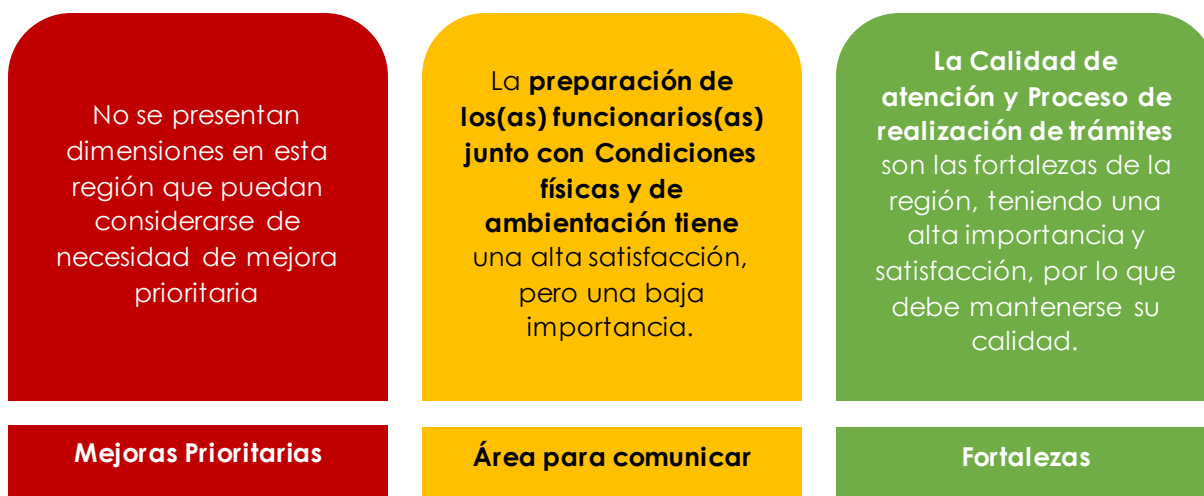 No se presentan
dimensiones en esta
región que puedan
considerarse de
necesidad de mejora
prioritaria
Mejoras Prioritarias
La preparación de
los(as) funcionarios(as)
junto con Condiciones
físicas y de
ambientación tiene
una alta satisfacción,
pero una baja
importancia.
Área para comunicar
La Calidad de
atención y Proceso de
realización de trámites
son las fortalezas de la
región, teniendo una
alta importancia y
satisfacción, por lo que
debe mantenerse su
calidad.
Fortalezas